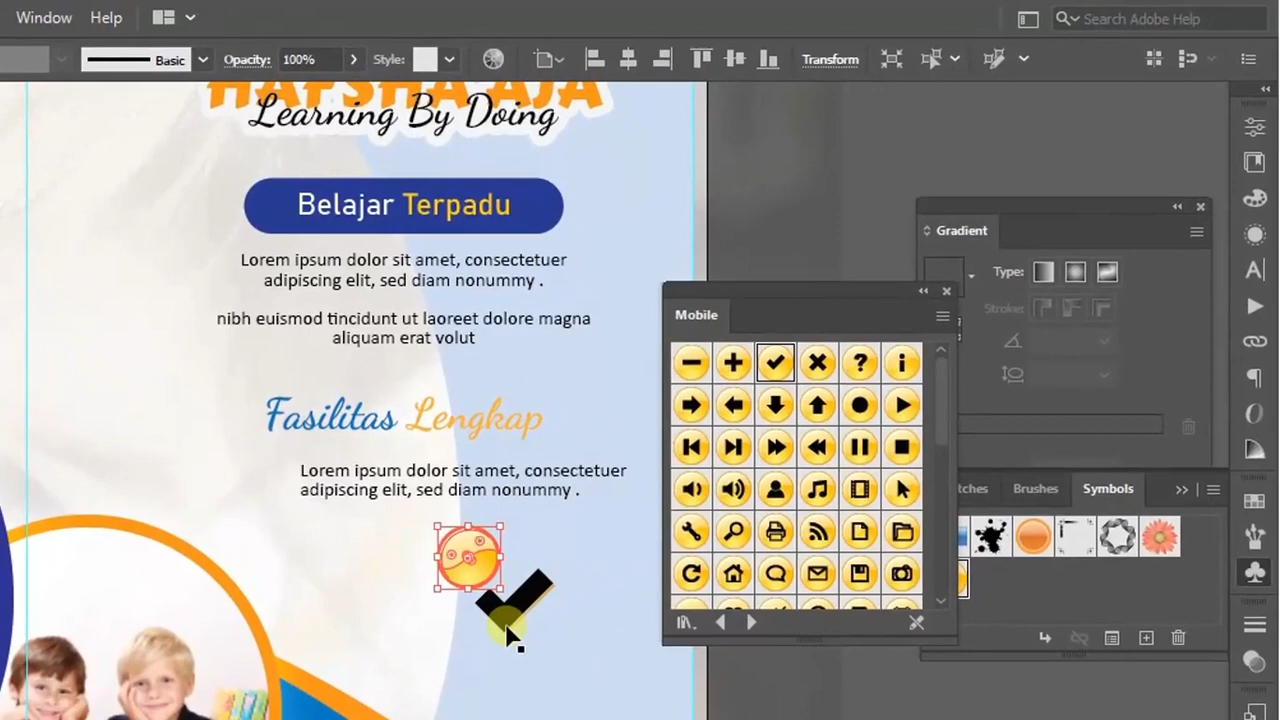 Window Help
Search Adobe Help
Basic Opacity: 100% Style: Transform
HAFSHA AJA
Learning By Doing
Belajar Terpadu
Lorem ipsum dolor sit amet, consectetuer
adipiscing elit, sed diam nonummy .
nibh euismod tincidunt ut laoreet dolore magna
aliquam erat volut
Fasilitas Lengkap
Lorem ipsum dolor sit amet, consectetuer
adipiscing elit, sed diam nonummy .
Gradient
Type:
Stroke:
Mobile
tches Brushes Symbols